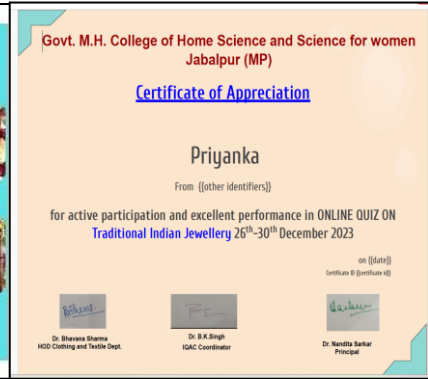 Govt. M.H. College of Home Science and Science for women
Jabalpur (MP)
Certificate of Appreciation
Priyanka
From {{other identifiers}}
for active participation and excellent performance in ONLINE QUIZ ON
Traditional Indian Jewellery 26th-30th December 2023
on {{date}}
Certificate ID {{certificate id}}
Dr. Bhavana Sharma
HOD Clothing and Textile Dept.
Dr. B.K.Singh
IQAC Coordinator
Dr. Nandita Sarkar
Principal